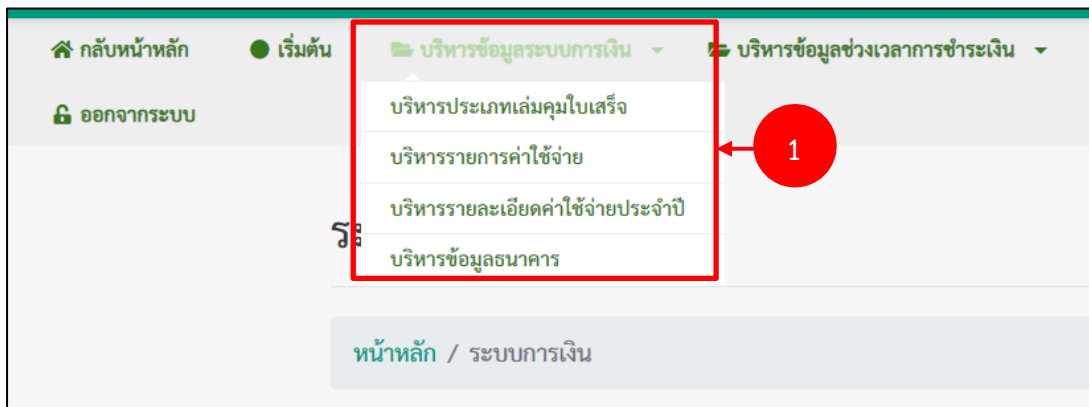 กลับหน้าหลัก เริ่มต้น บริหารข้อมูลระบบการเงิน บริหารข้อมูลช่วงเวลาการชำระเงิน
ออกจากระบบ
บริหารประเภทเล่มคุมใบเสร็จ
บริหารรายการค่าใช้จ่าย
1
บริหารรายละเอียดค่าใช้จ่ายประจำปี
บริหารข้อมูลธนาคาร
หน้าหลัก / ระบบการเงิน